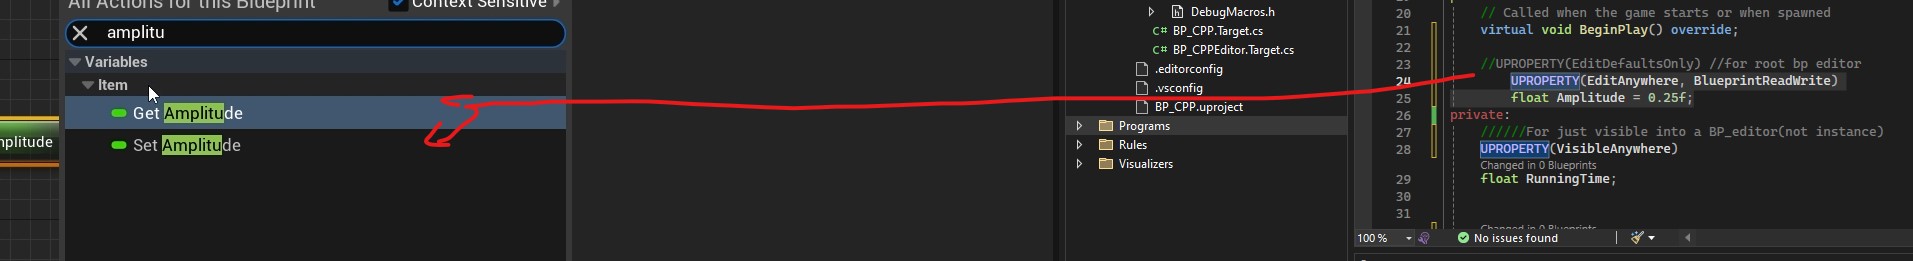 All Actions for this Blueprint
Context Sensitive
amplitu
Variables
Item
Get Amplitude
Set Amplitude
mplitude
DebugMacros.h
BP_CPP.Target.cs
BP_CPPEditor.Target.cs
.editorconfig
.vsconfig
BP_CPP.uproject
Programs
Rules
Visualizers
20 // Called when the game starts or when spawned
21 virtual void BeginPlay() override;
22
23 //UPROPERTY(EditDefaultsOnly) //for root bp editor
24 UPROPERTY(EditAnywhere, BlueprintReadWrite)
25 float Amplitude = 0.25f;
26 private:
27 //////For just visible into a BP_editor(not instance)
28 UPROPERTY(VisibleAnywhere)
Changed in 0 Blueprints
29 float RunningTime;
30
31
Changed in 0 Blueprints
100 %
No issues found